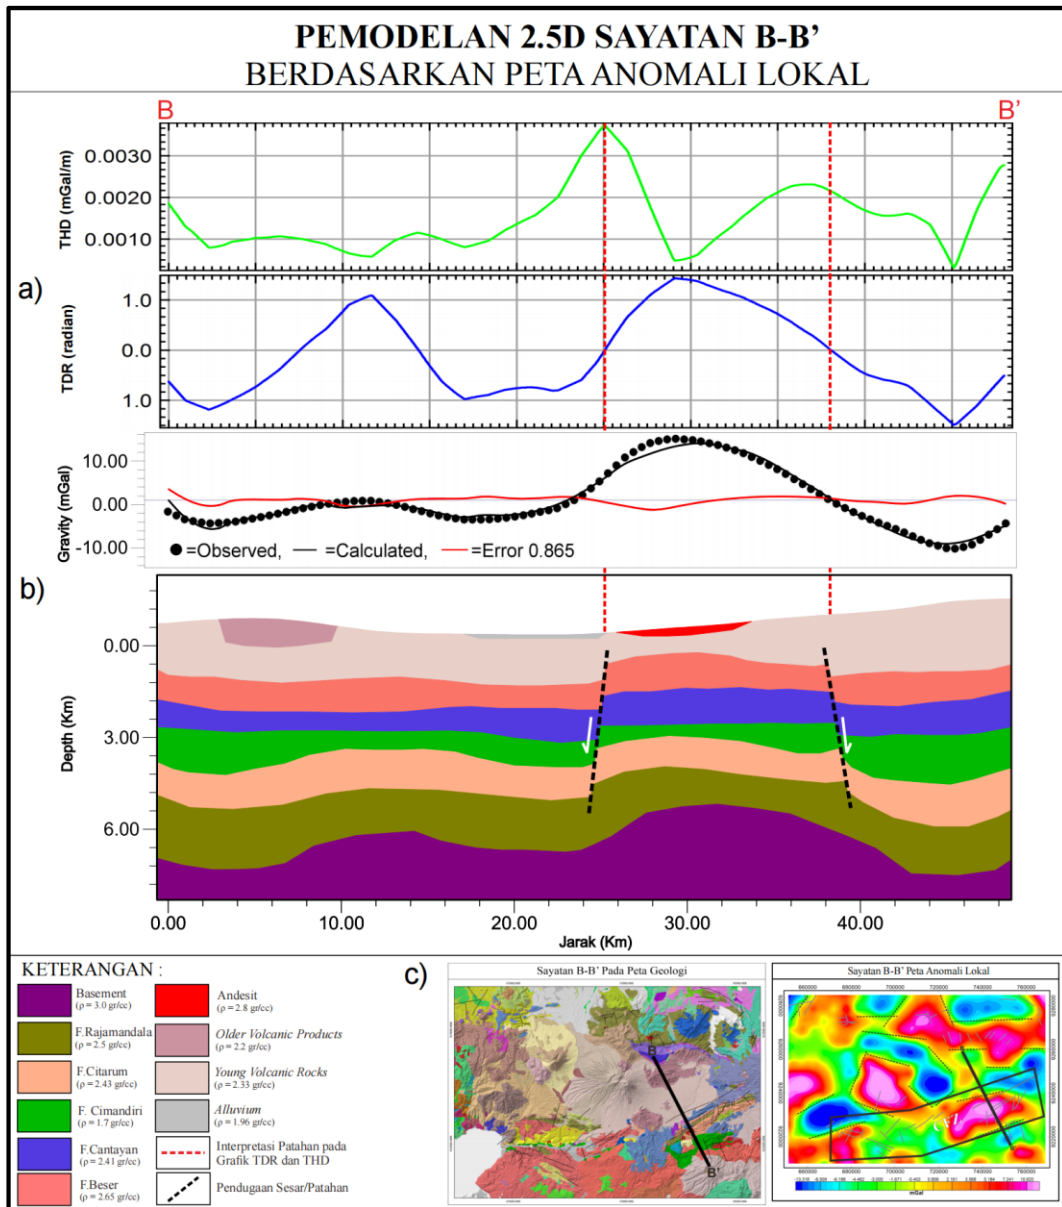 PEMODELAN 2.5D SAYATAN B-B’
BERDASARKAN PETA ANOMALI LOKAL
B
B’
THD (mGal/m)
0.0030
0.0020
0.0010
a)
TDR (radian)
1.0
0.0
1.0
Gravity (mGal)
10.00
0.00
-10.00
=Observed, =Calculated, =Error 0.865
b)
Depth (Km)
0.00
3.00
6.00
0.00 10.00 20.00 30.00 40.00
Jarak (Km)
KETERANGAN :
Basement
(ρ = 3.0 gr/cc)
F.Rajamandala
(ρ = 2.5 gr/cc)
F.Citarum
(ρ = 2.43 gr/cc)
F. Cimandiri
(ρ = 1.7 gr/cc)
F.Cantayan
(ρ = 2.41 gr/cc)
F.Beser
(ρ = 2.65 gr/cc)
Andesit
(ρ = 2.8 gr/cc)
Older Volcanic Products
(ρ = 2.2 gr/cc)
Young Volcanic Rocks
(ρ = 2.33 gr/cc)
Alluvium
(ρ = 1.96 gr/cc)
Interpretasi Patahan pada
Grafik TDR dan THD
Pendugaan Sesar/Patahan
c)
Sayatan B-B’ Pada Peta Geologi
B
B’
Sayatan B-B’ Peta Anomali Lokal
660000 680000 700000 720000 740000 760000
660000 680000 700000 720000 740000 760000
mGal